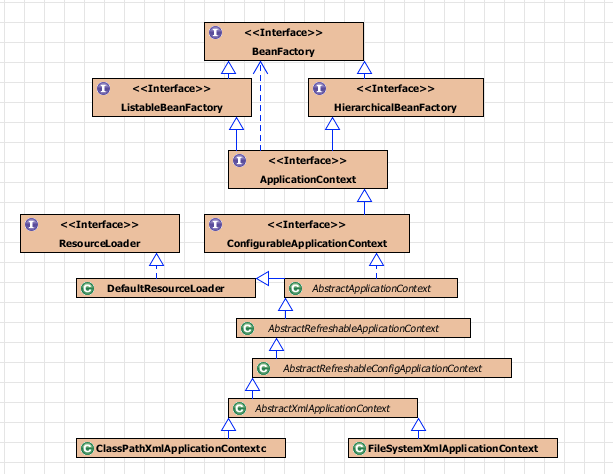 I
<<Interface>>
BeanFactory
I
<<Interface>>
ListableBeanFactory
I
<<Interface>>
HierarchicalBeanFactory
I
<<Interface>>
ApplicationContext
I
<<Interface>>
ResourceLoader
I
<<Interface>>
ConfigurableApplicationContext
C DefaultResourceLoader
C AbstractApplicationContext
C AbstractRefreshableApplicationContext
C AbstractRefreshableConfigApplicationContext
C AbstractXmlApplicationContext
C ClassPathXmlApplicationContextc
C FileSystemXmlApplicationContext